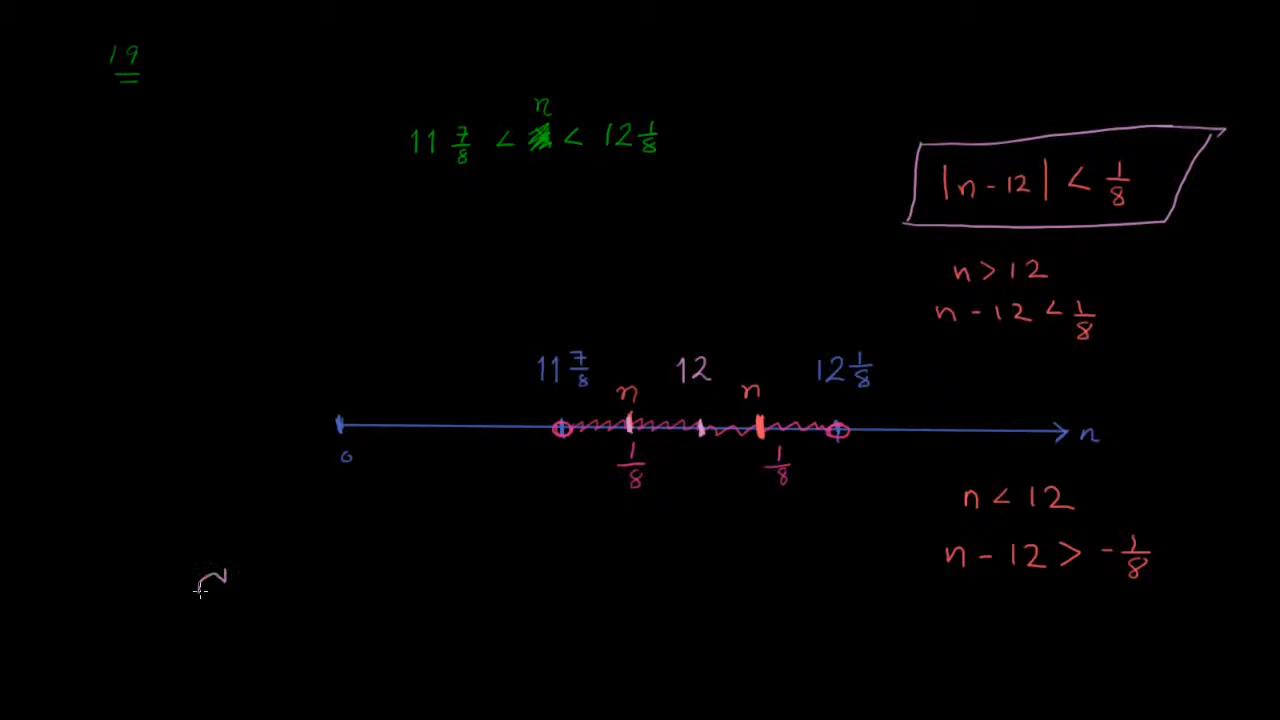 19
n
11 7/8 < < 12 1/8
|n - 12| < 1/8
n > 12
n - 12 < 1/8
11 7/8 12 12 1/8
n n
0 n
1/8 1/8
n < 12
n - 12 > - 1/8